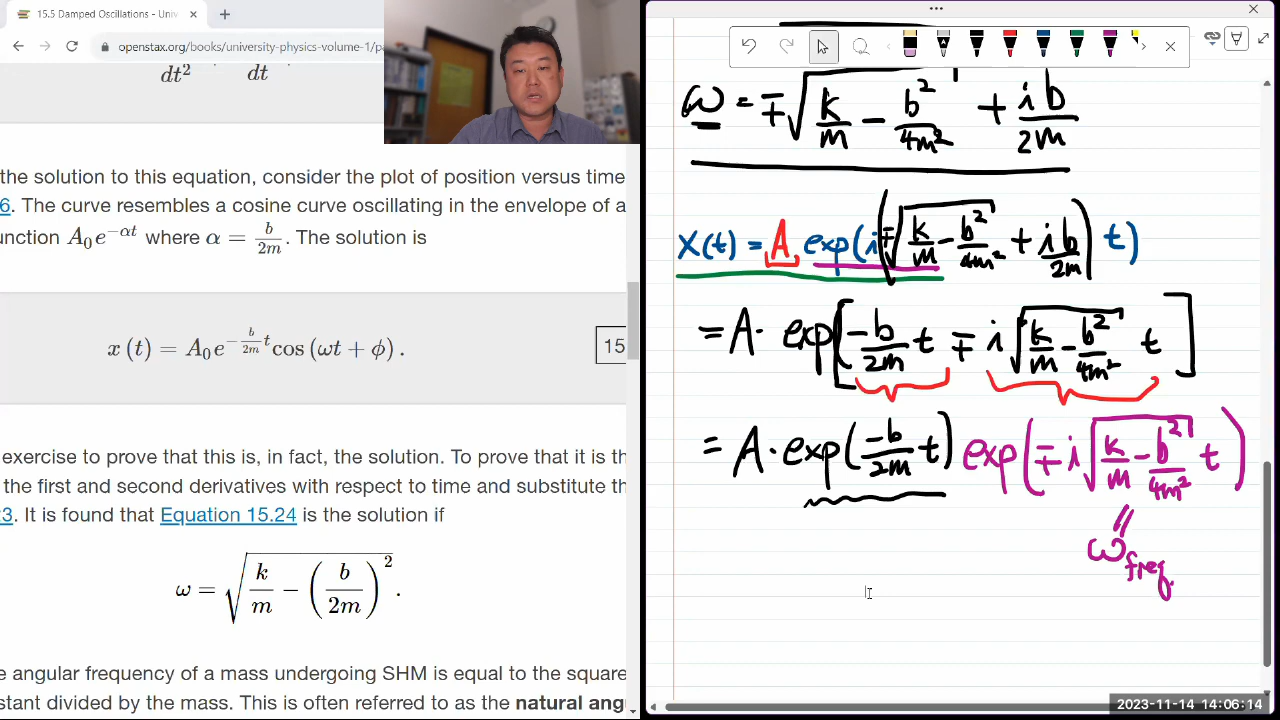 15.5 Damped Oscillations - Univ
openstax.org/books/university-physics-volume-1/pa
dt² dt
the solution to this equation, consider the plot of position versus time
6. The curve resembles a cosine curve oscillating in the envelope of a
unction A₀e^{−αt} where α = b/2m. The solution is
x (t) = A₀e^{−(b/2m)t} cos (ωt + ϕ) .
15
exercise to prove that this is, in fact, the solution. To prove that it is th
the first and second derivatives with respect to time and substitute th
3. It is found that Equation 15.24 is the solution if
ω = √(k/m − (b/2m)²).
e angular frequency of a mass undergoing SHM is equal to the square
stant divided by the mass. This is often referred to as the natural ang
ω = ∓√(k/m − b²/4m²) + ib/2m
x(t) = A exp(i(∓√(k/m − b²/4m²) + ib/2m) t)
= A· exp[−b/2m t ∓ i√(k/m − b²/4m²) t]
= A· exp(−b/2m t) exp(∓i√(k/m − b²/4m²) t)
ω freq.
2023-11-14 14:06:14